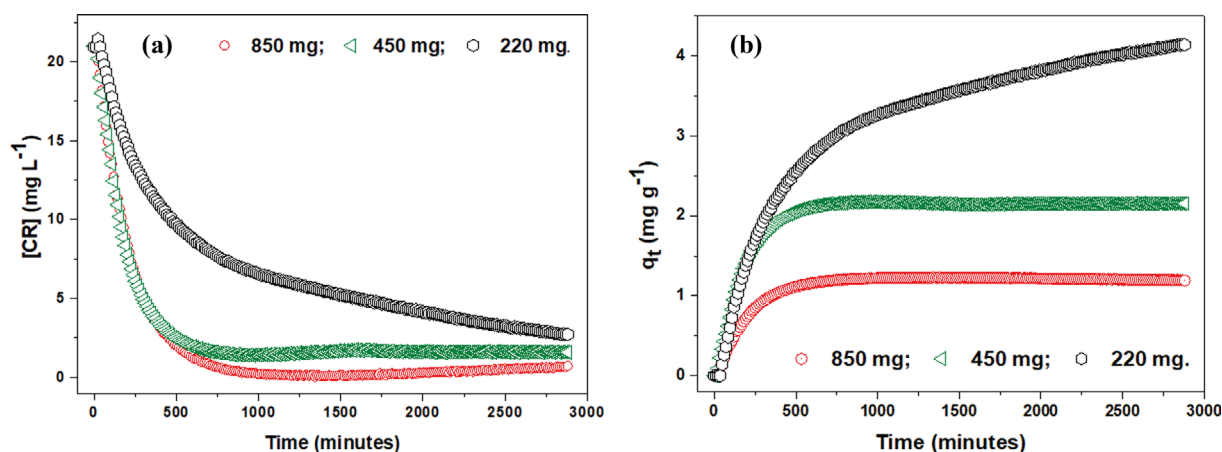 (a)
850 mg; 450 mg; 220 mg.
[CR] (mg L⁻¹)
20
15
10
5
0
0 500 1000 1500 2000 2500 3000
Time (minutes)
(b)
qₜ (mg g⁻¹)
4
3
2
1
0
850 mg; 450 mg; 220 mg.
0 500 1000 1500 2000 2500 3000
Time (minutes)